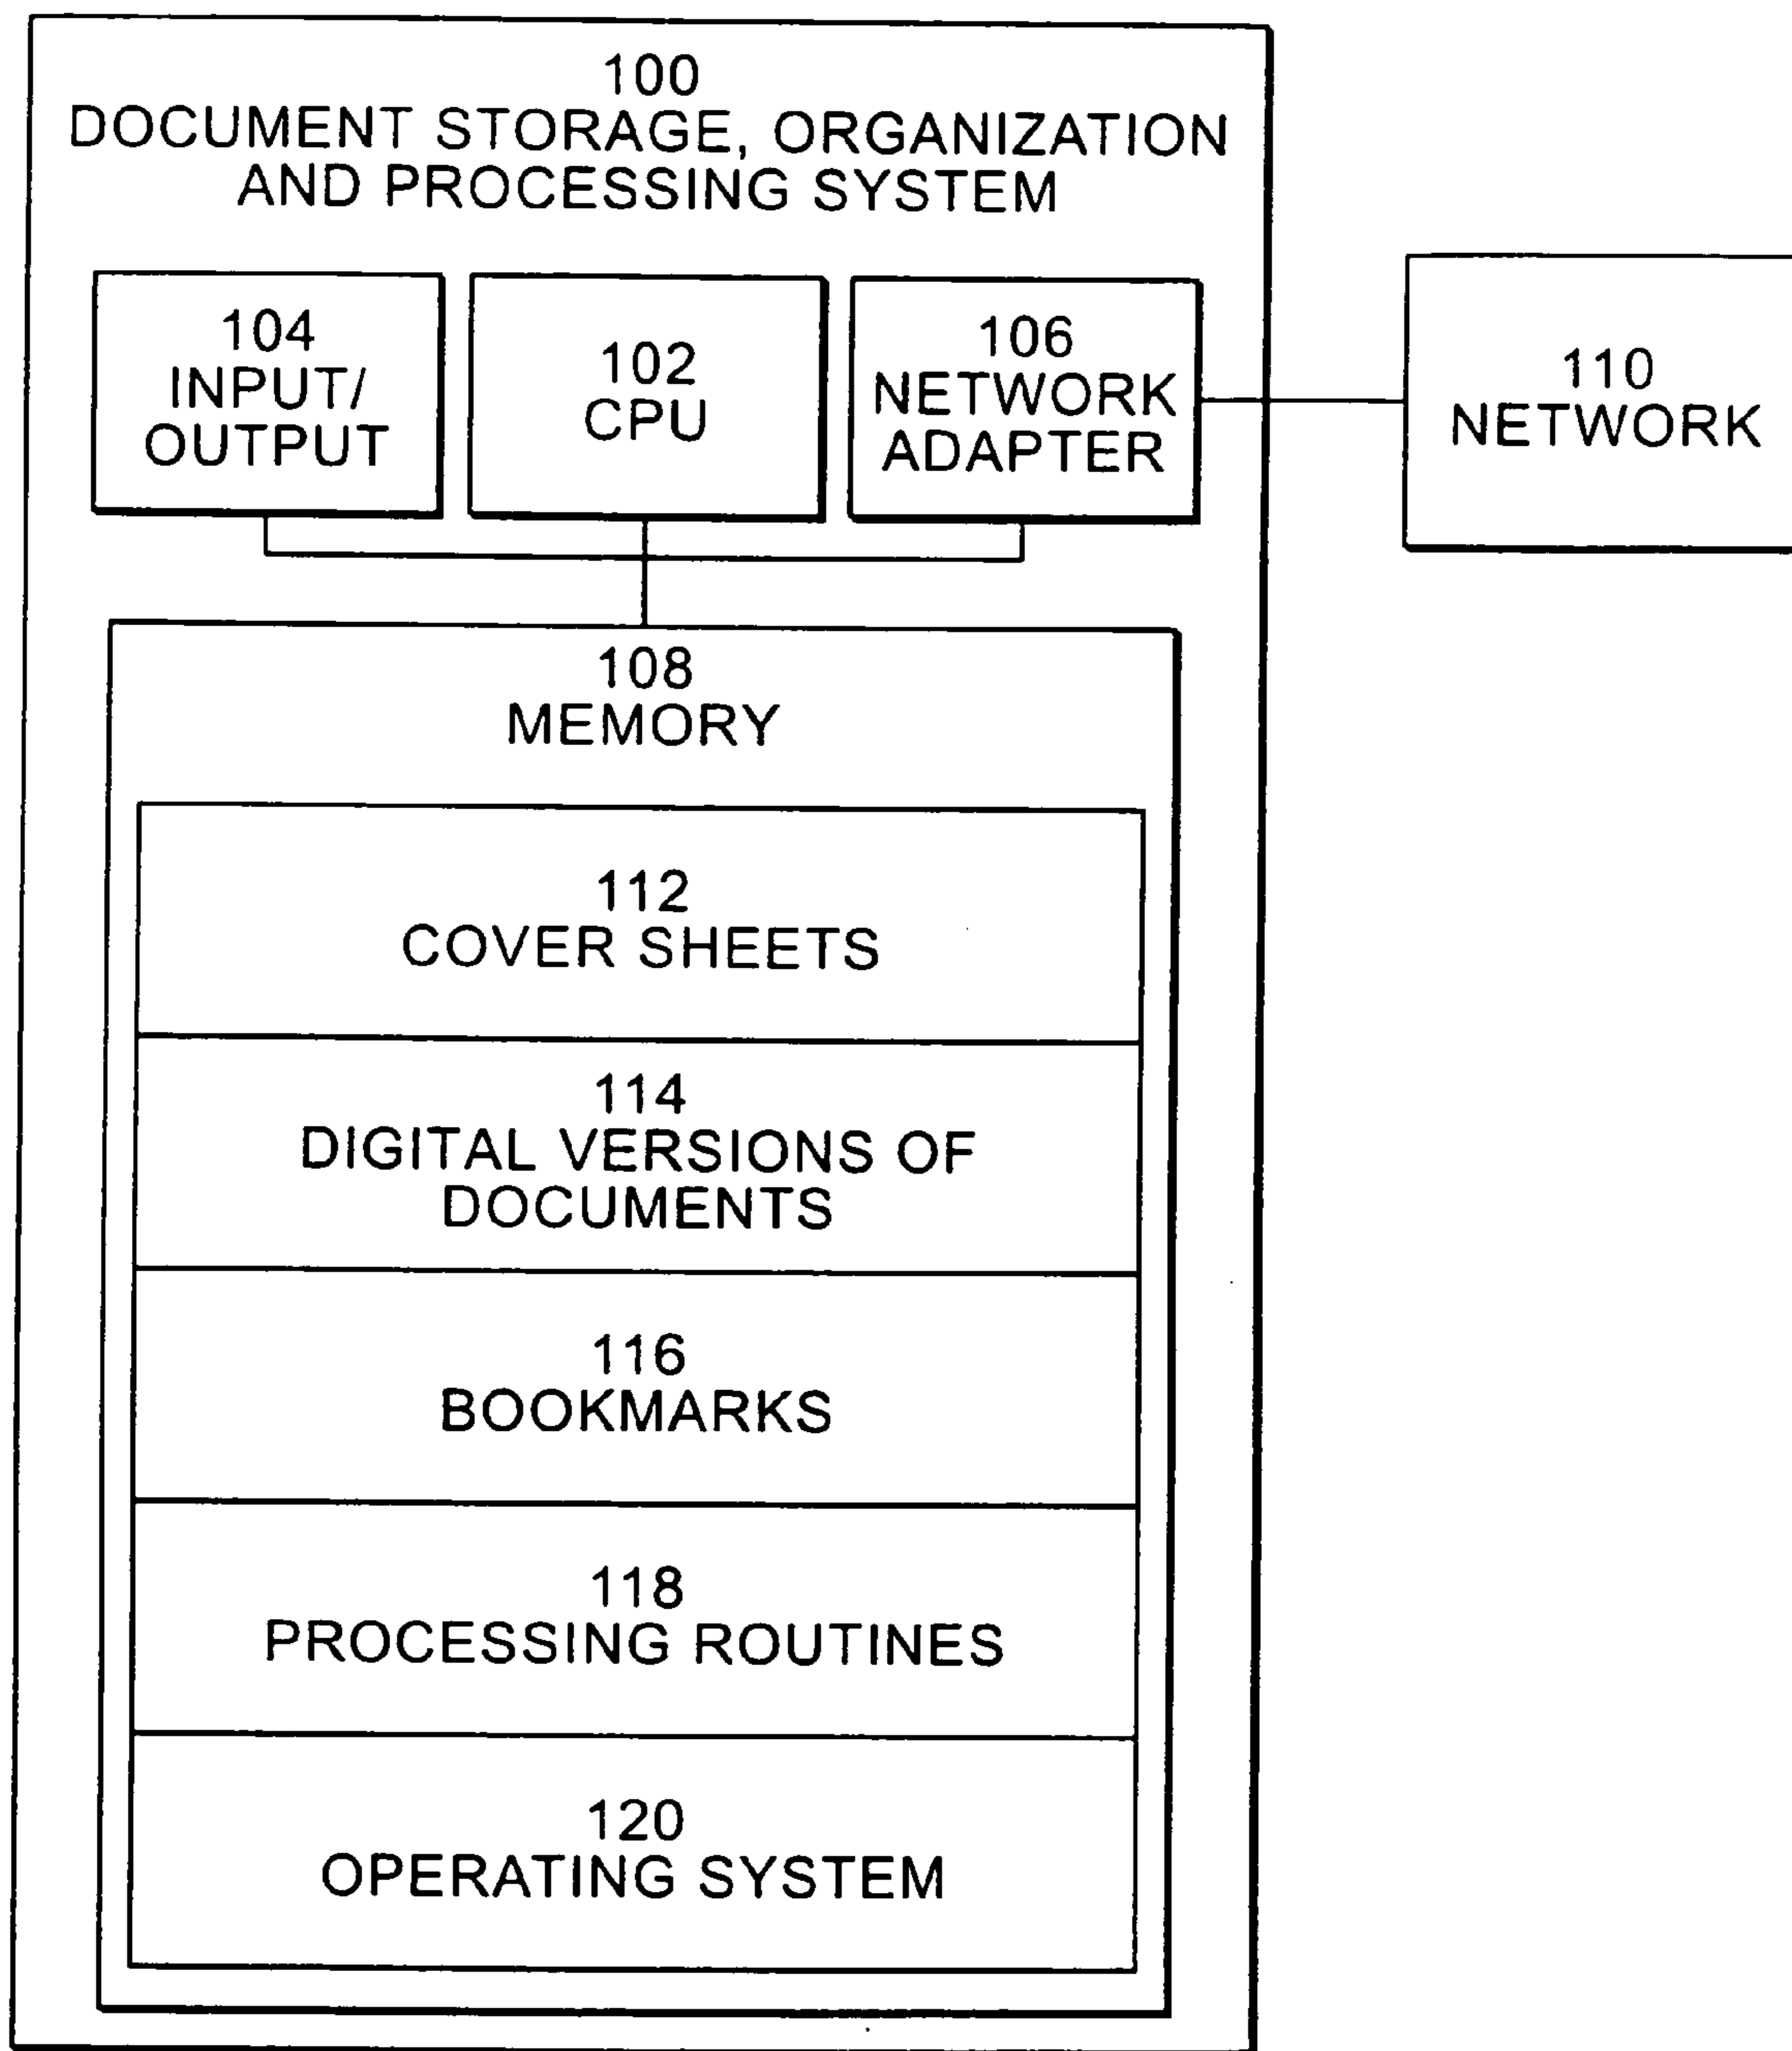 100
DOCUMENT STORAGE, ORGANIZATION
AND PROCESSING SYSTEM
104
INPUT/
OUTPUT
102
CPU
106
NETWORK
ADAPTER
110
NETWORK
108
MEMORY
112
COVER SHEETS
114
DIGITAL VERSIONS OF
DOCUMENTS
116
BOOKMARKS
118
PROCESSING ROUTINES
120
OPERATING SYSTEM